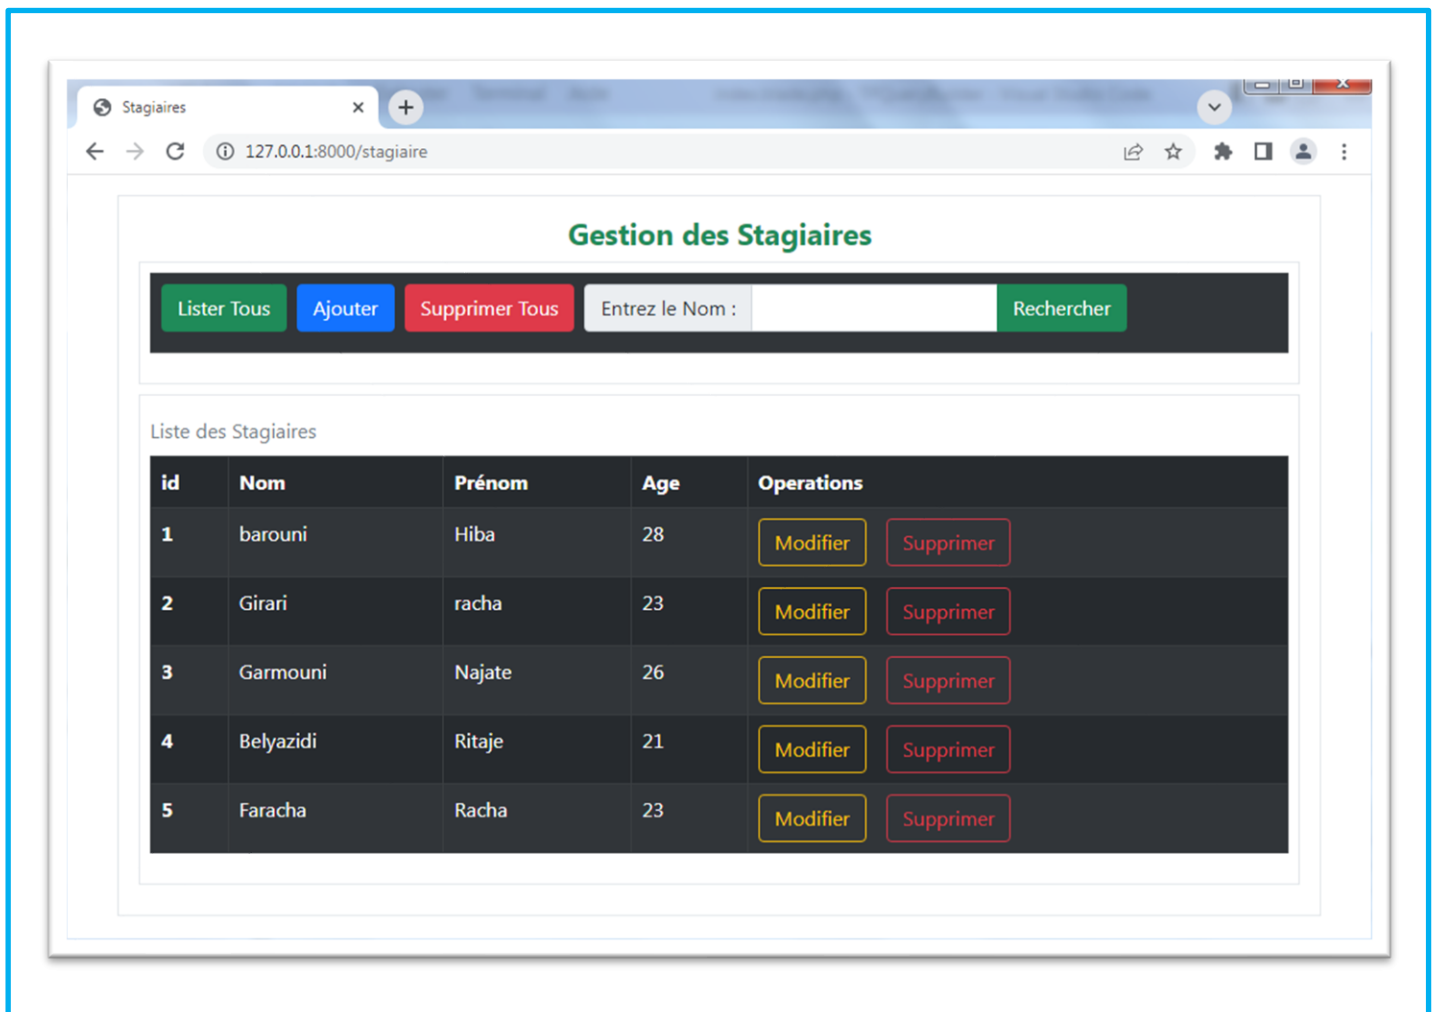 Stagiaires
127.0.0.1:8000/stagiaire
Gestion des Stagiaires
Lister Tous Ajouter Supprimer Tous Entrez le Nom : Rechercher
Liste des Stagiaires
id Nom Prénom Age Operations
1 barouni Hiba 28 Modifier Supprimer
2 Girari racha 23 Modifier Supprimer
3 Garmouni Najate 26 Modifier Supprimer
4 Belyazidi Ritaje 21 Modifier Supprimer
5 Faracha Racha 23 Modifier Supprimer